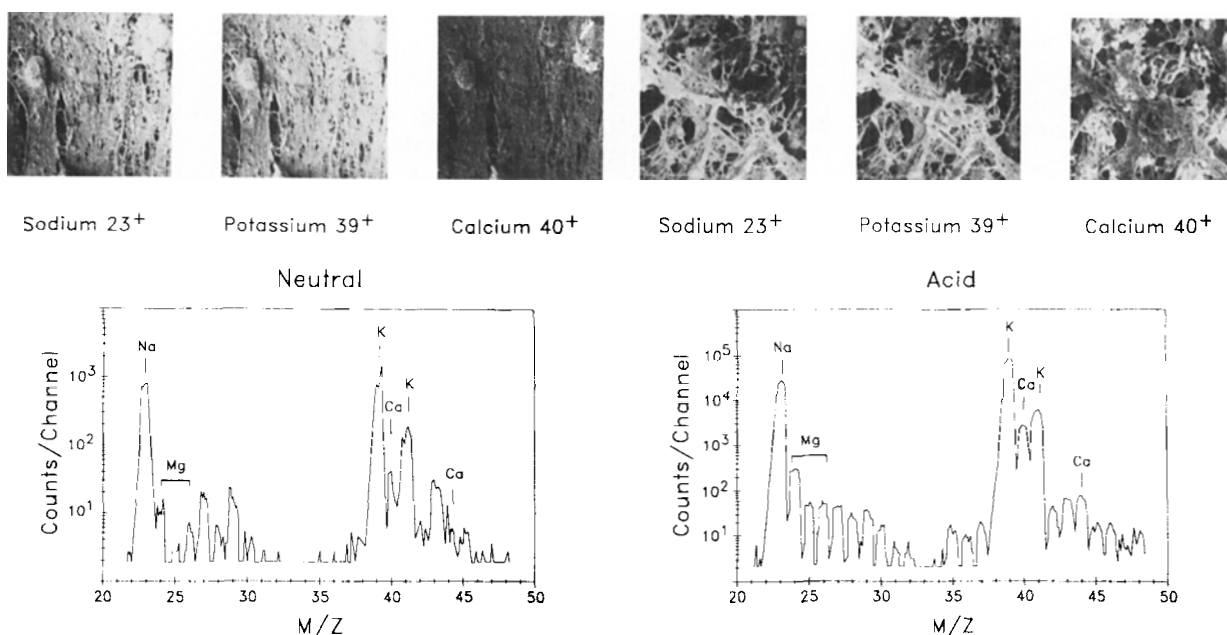 Sodium 23+ Potassium 39+ Calcium 40+ Sodium 23+ Potassium 39+ Calcium 40+
Neutral
Counts/Channel
10³
10²
10¹
Na
Mg
K
Ca
K
Ca
20 25 30 35 40 45 50
M/Z
Acid
Counts/Channel
10⁵
10⁴
10³
10²
10¹
Na
Mg
K
Ca
K
Ca
20 25 30 35 40 45 50
M/Z